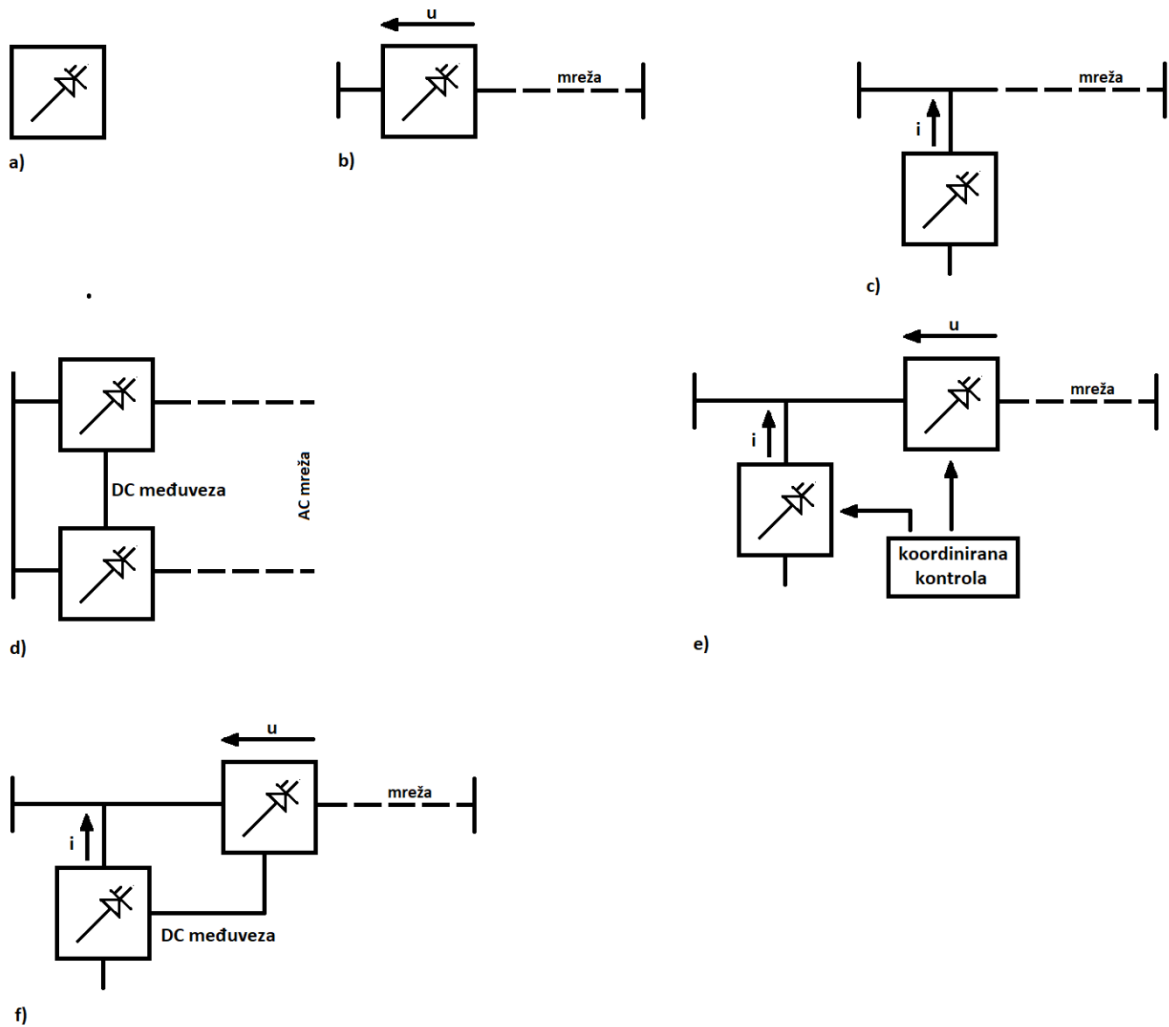 a)
u
mreža
b)
mreža
i
c)
DC međuveza
AC mreža
d)
u
mreža
i
koordinirana
kontrola
e)
u
mreža
i
DC međuveza
f)